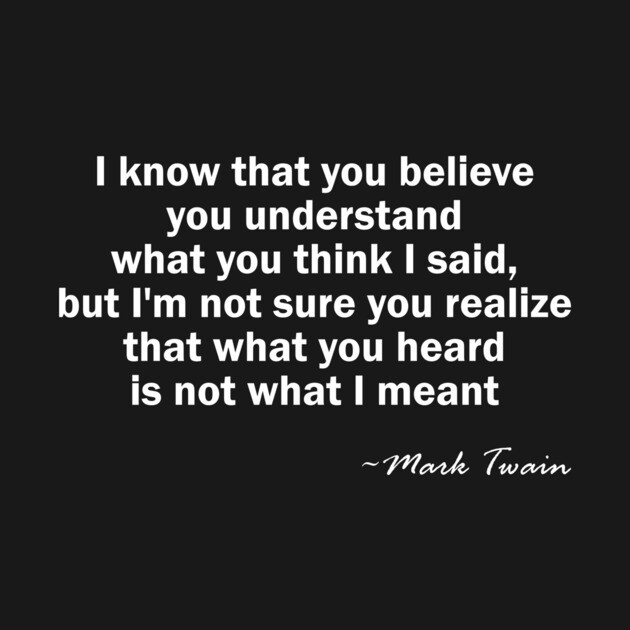 I know that you believe
you understand
what you think I said,
but I'm not sure you realize
that what you heard
is not what I meant
~Mark Twain